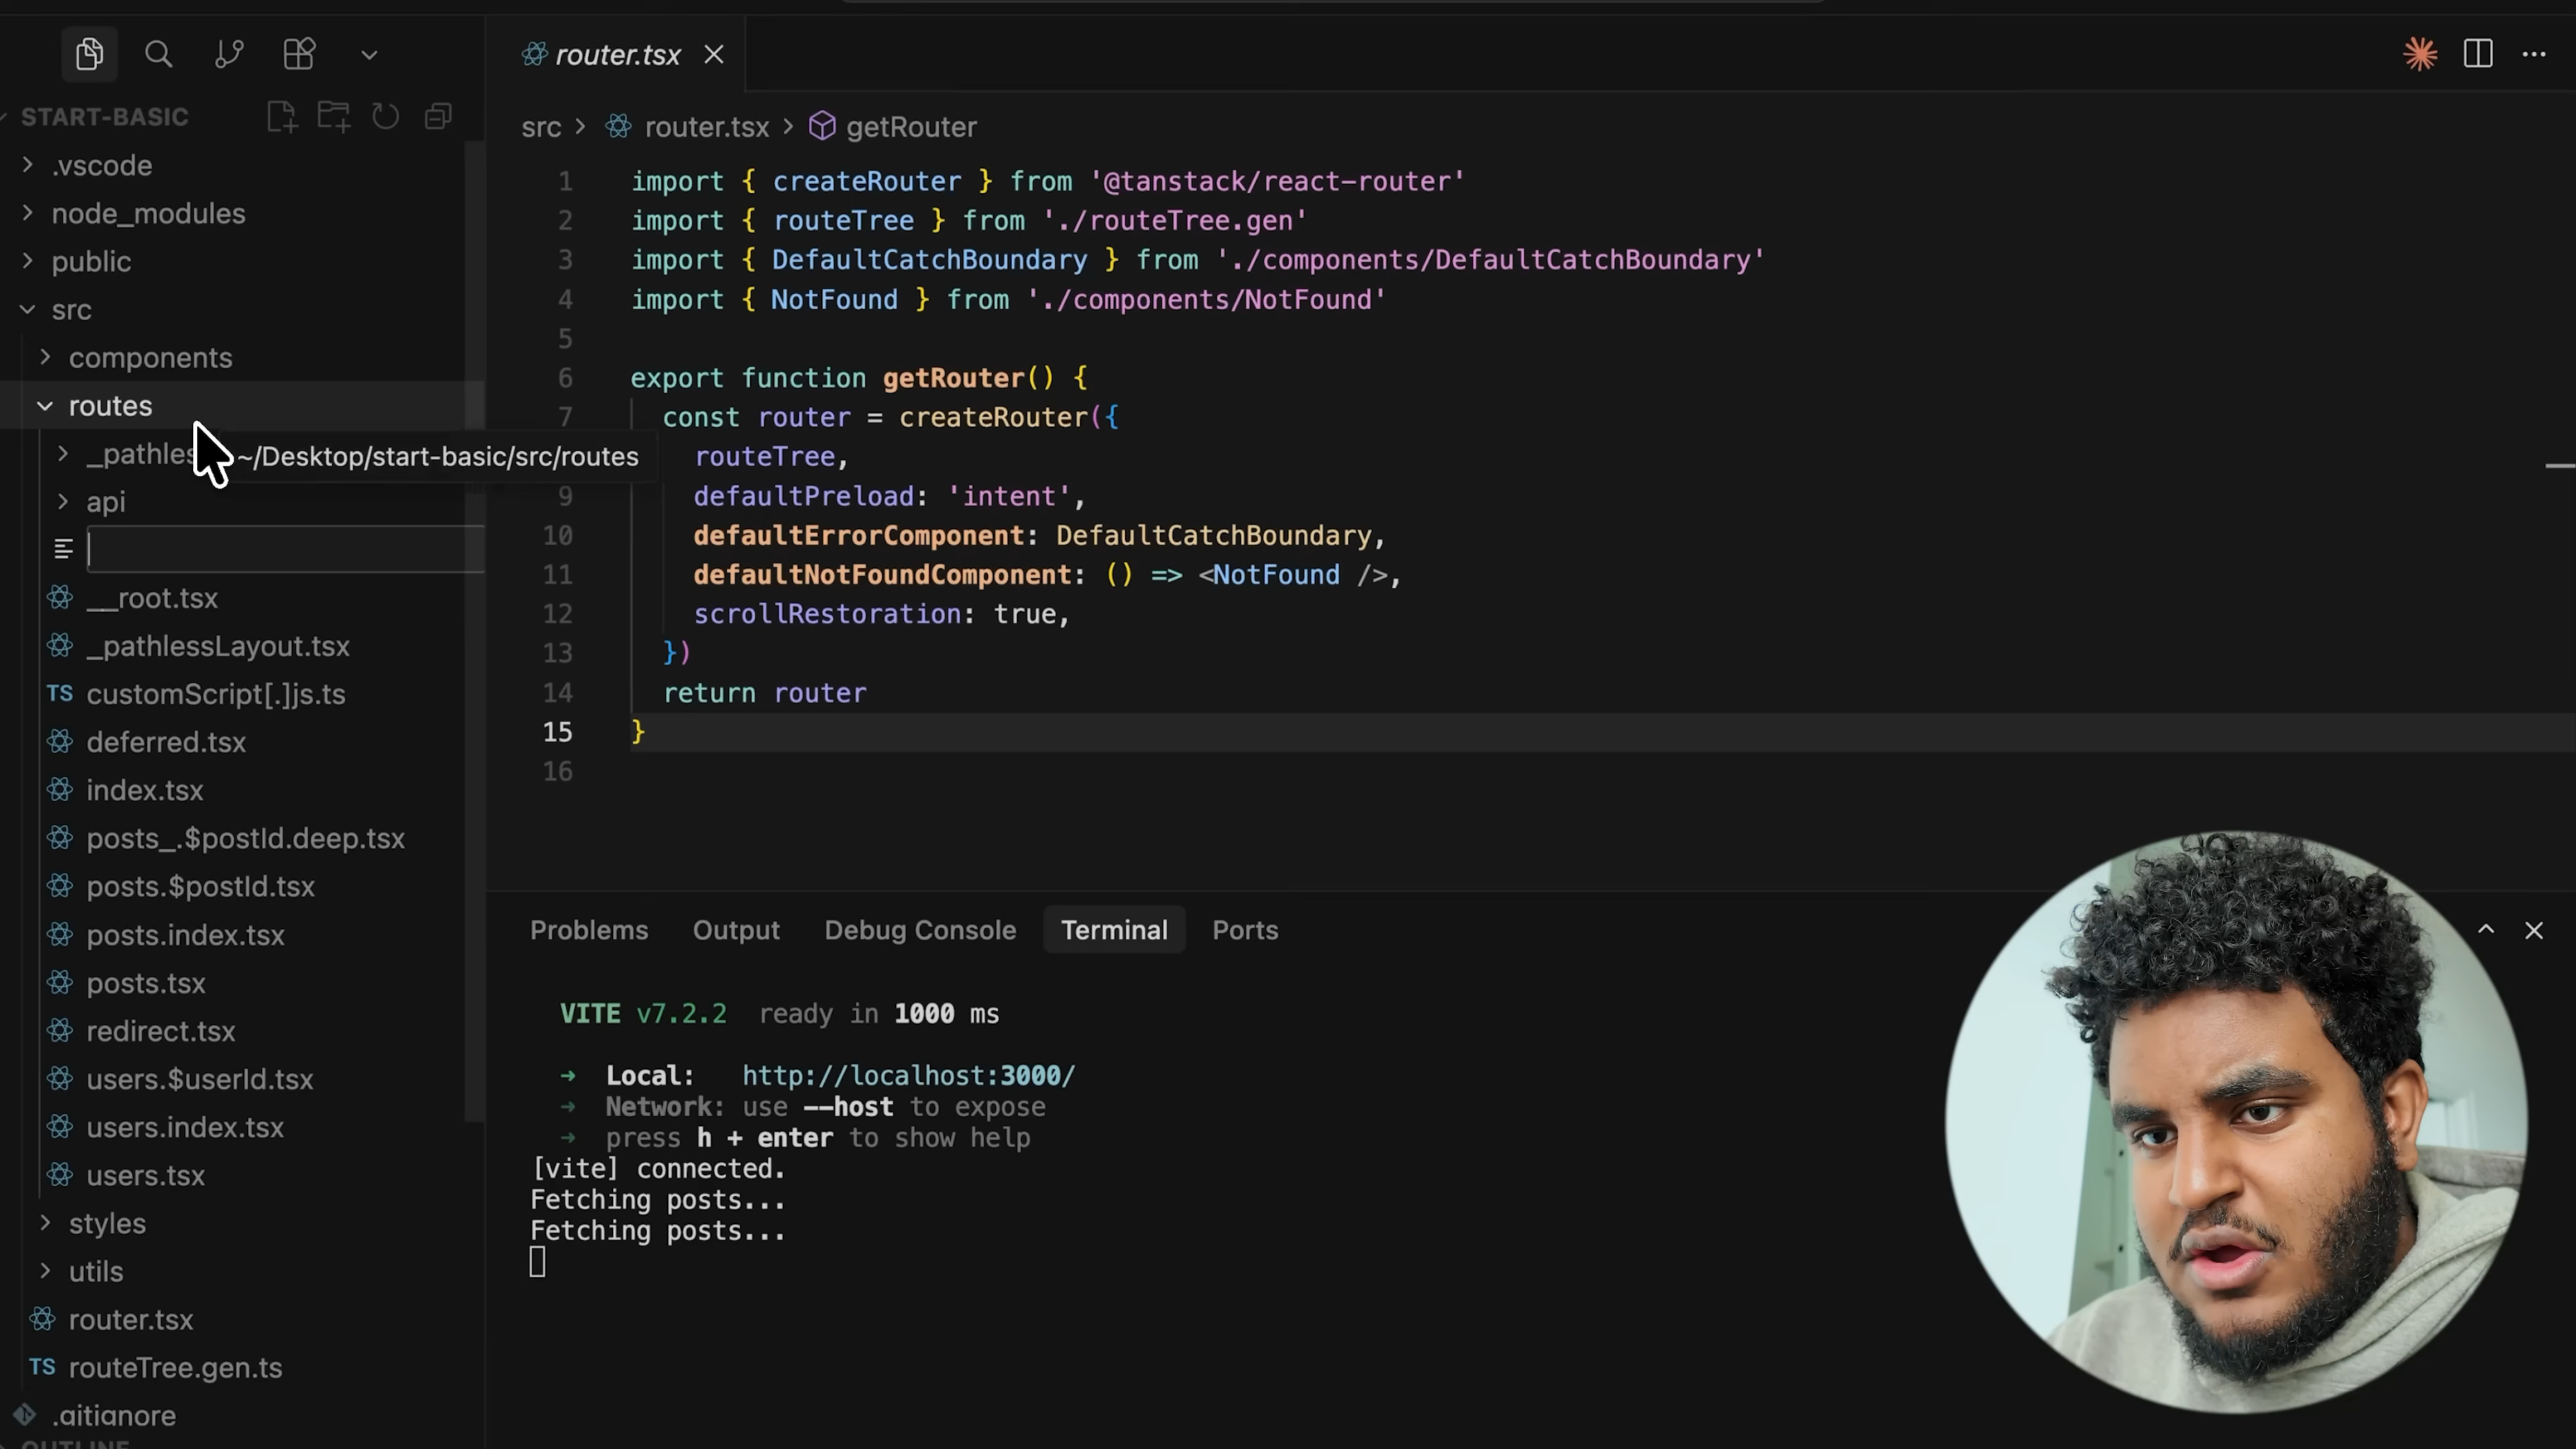 router.tsx
START-BASIC
.vscode
node_modules
public
src
components
routes
_pathles
~/Desktop/start-basic/src/routes
api
__root.tsx
_pathlessLayout.tsx
TS customScript[.]js.ts
deferred.tsx
index.tsx
posts_.$postId.deep.tsx
posts.$postId.tsx
posts.index.tsx
posts.tsx
redirect.tsx
users.$userId.tsx
users.index.tsx
users.tsx
styles
utils
router.tsx
TS routeTree.gen.ts
.gitignore
OUTLINE
src > router.tsx > getRouter
1 import { createRouter } from '@tanstack/react-router'
2 import { routeTree } from './routeTree.gen'
3 import { DefaultCatchBoundary } from './components/DefaultCatchBoundary'
4 import { NotFound } from './components/NotFound'
5
6 export function getRouter() {
7 const router = createRouter({
routeTree,
9 defaultPreload: 'intent',
10 defaultErrorComponent: DefaultCatchBoundary,
11 defaultNotFoundComponent: () => <NotFound />,
12 scrollRestoration: true,
13 })
14 return router
15 }
16
Problems Output Debug Console Terminal Ports
VITE v7.2.2 ready in 1000 ms
➜ Local: http://localhost:3000/
➜ Network: use --host to expose
➜ press h + enter to show help
[vite] connected.
Fetching posts...
Fetching posts...